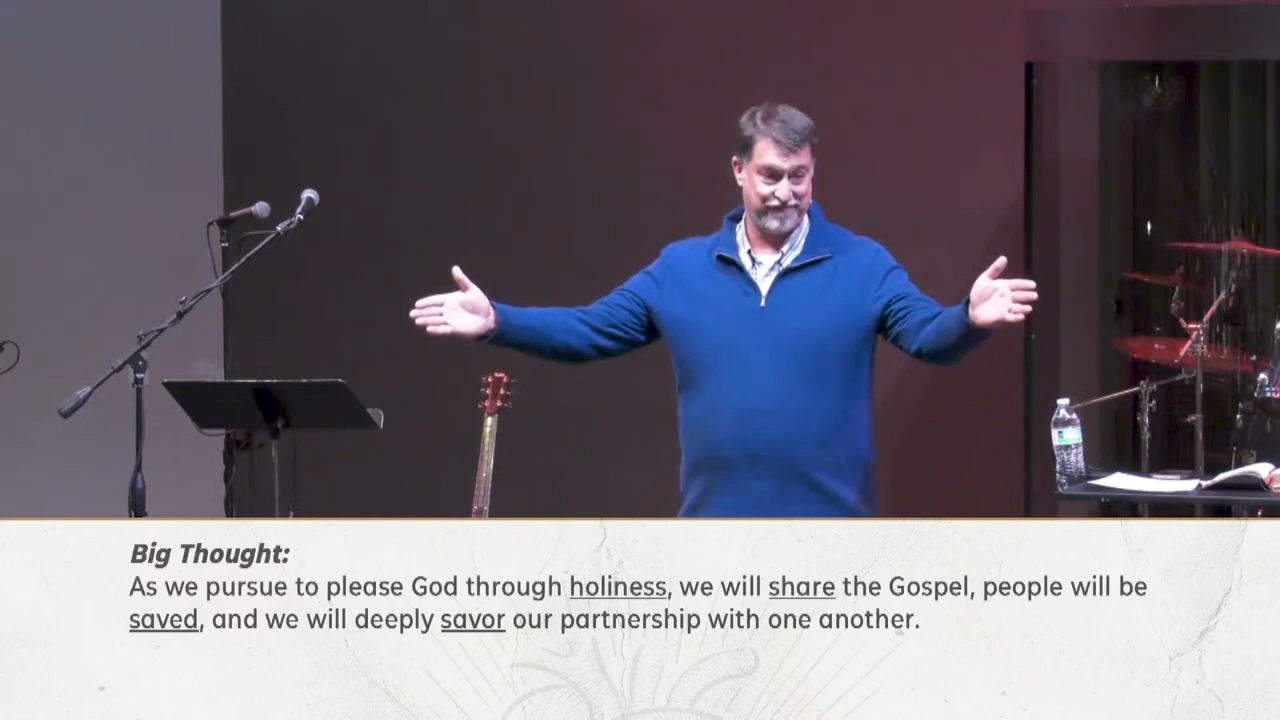 Big Thought:
As we pursue to please God through holiness, we will share the Gospel, people will be
saved, and we will deeply savor our partnership with one another.